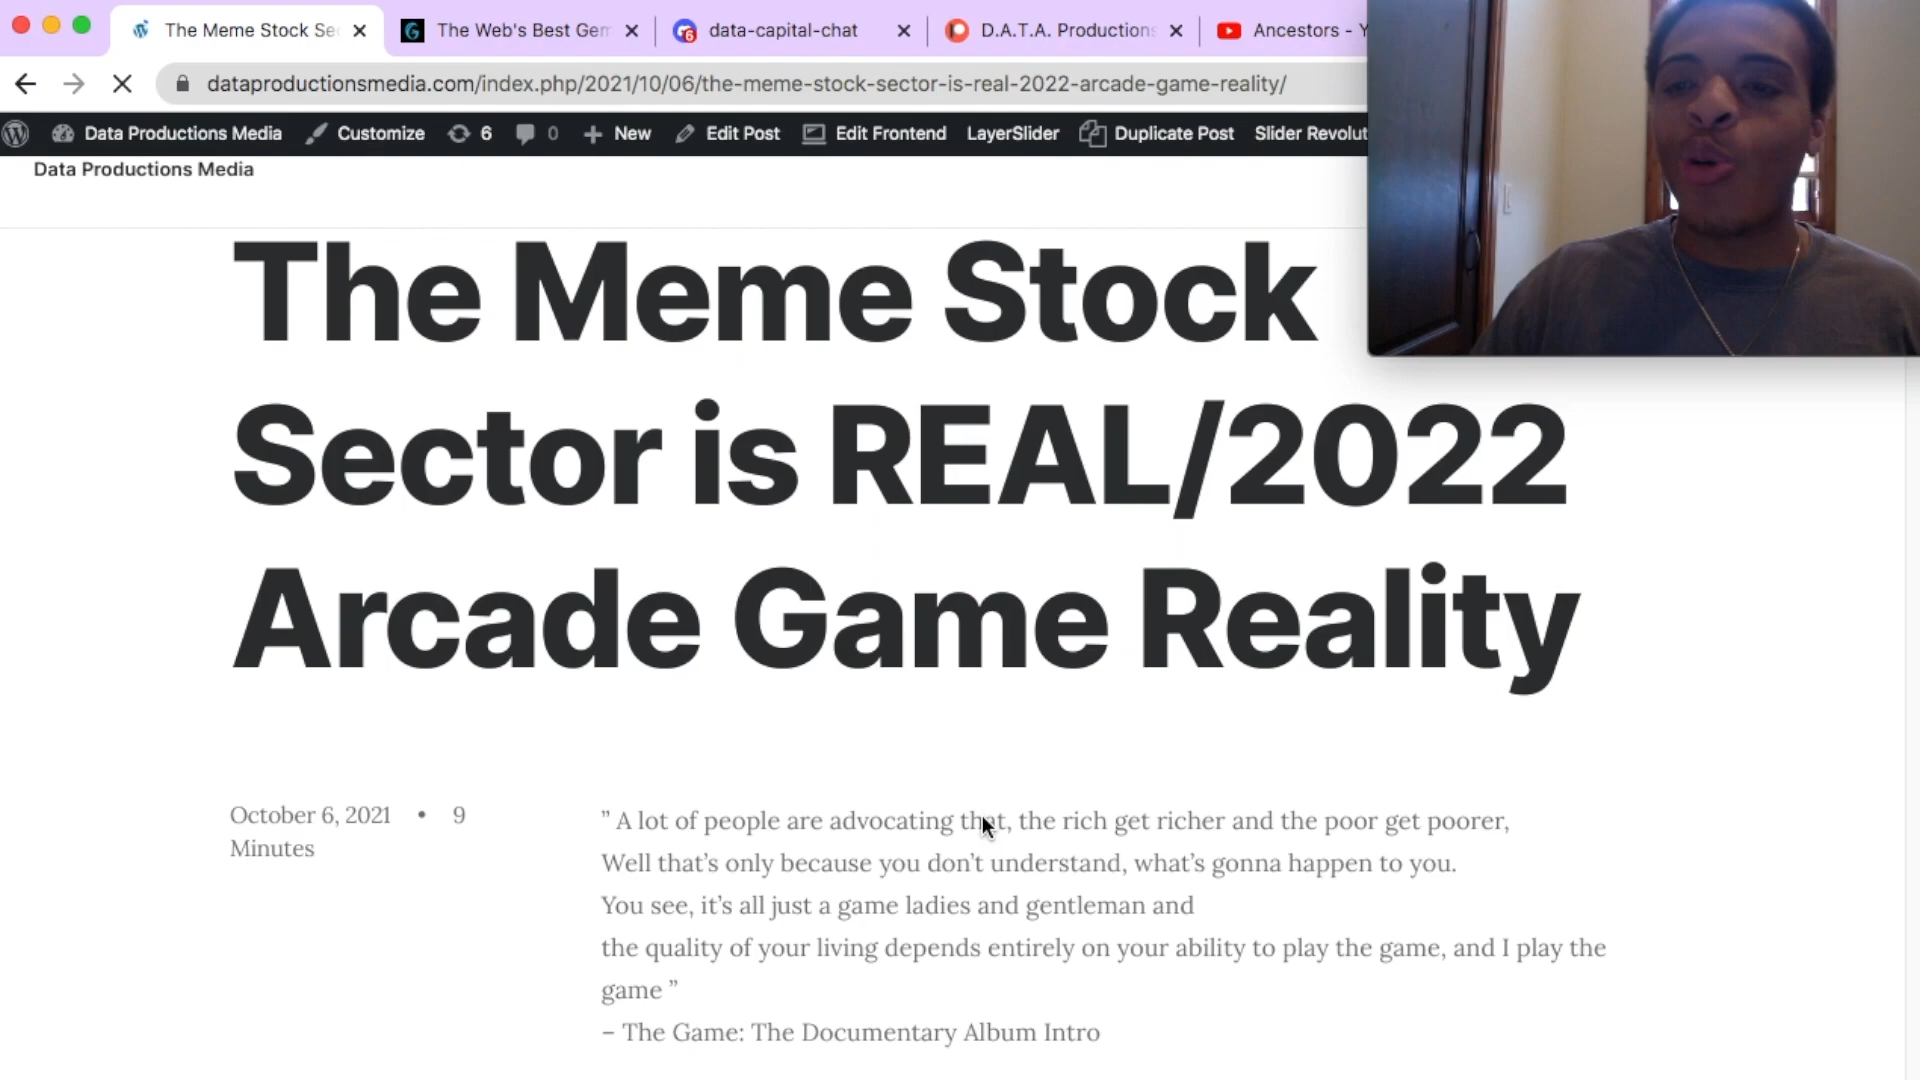 The Meme Stock Sec
The Web's Best Gem
data-capital-chat
D.A.T.A. Productions
Ancestors - Y
dataproductionsmedia.com/index.php/2021/10/06/the-meme-stock-sector-is-real-2022-arcade-game-reality/
Data Productions Media Customize 6 0 New Edit Post Edit Frontend LayerSlider Duplicate Post Slider Revolut
Data Productions Media
The Meme Stock
Sector is REAL/2022
Arcade Game Reality
October 6, 2021 • 9
Minutes
” A lot of people are advocating that, the rich get richer and the poor get poorer,
Well that’s only because you don’t understand, what’s gonna happen to you.
You see, it’s all just a game ladies and gentleman and
the quality of your living depends entirely on your ability to play the game, and I play the
game ”
– The Game: The Documentary Album Intro